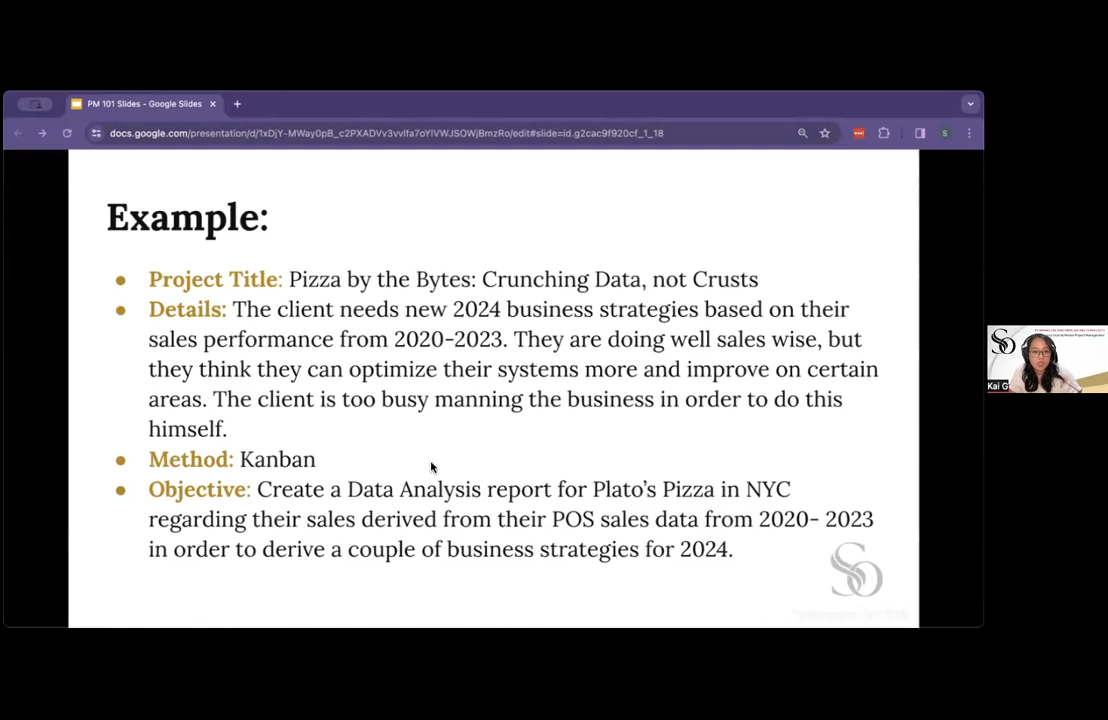 PM 101 Slides - Google Slides
docs.google.com/presentation/d/1xDjY-MWay0pB_c2PXADVv3vvlfa7oYlVWJSOWjBmzRo/edit#slide=id.g2cac9f920cf_1_18
S
Example:
Project Title: Pizza by the Bytes: Crunching Data, not Crusts
Details: The client needs new 2024 business strategies based on their
sales performance from 2020-2023. They are doing well sales wise, but
they think they can optimize their systems more and improve on certain
areas. The client is too busy manning the business in order to do this
himself.
Method: Kanban
Objective: Create a Data Analysis report for Plato's Pizza in NYC
regarding their sales derived from their POS sales data from 2020- 2023
in order to derive a couple of business strategies for 2024.
SO
SO
Kai G